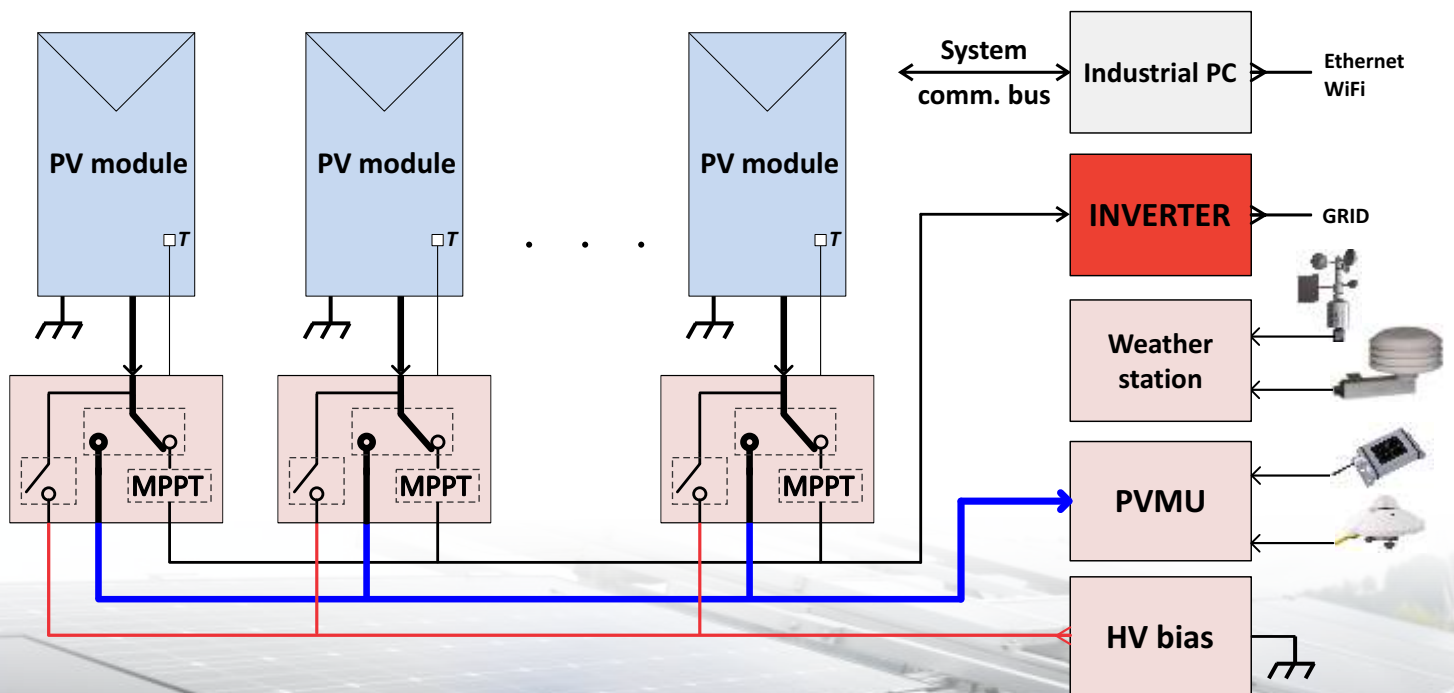 PV module
PV module
PV module
T
T
T
. . .
MPPT
MPPT
MPPT
System
comm. bus
Industrial PC
Ethernet
WiFi
INVERTER
GRID
Weather
station
PVMU
HV bias